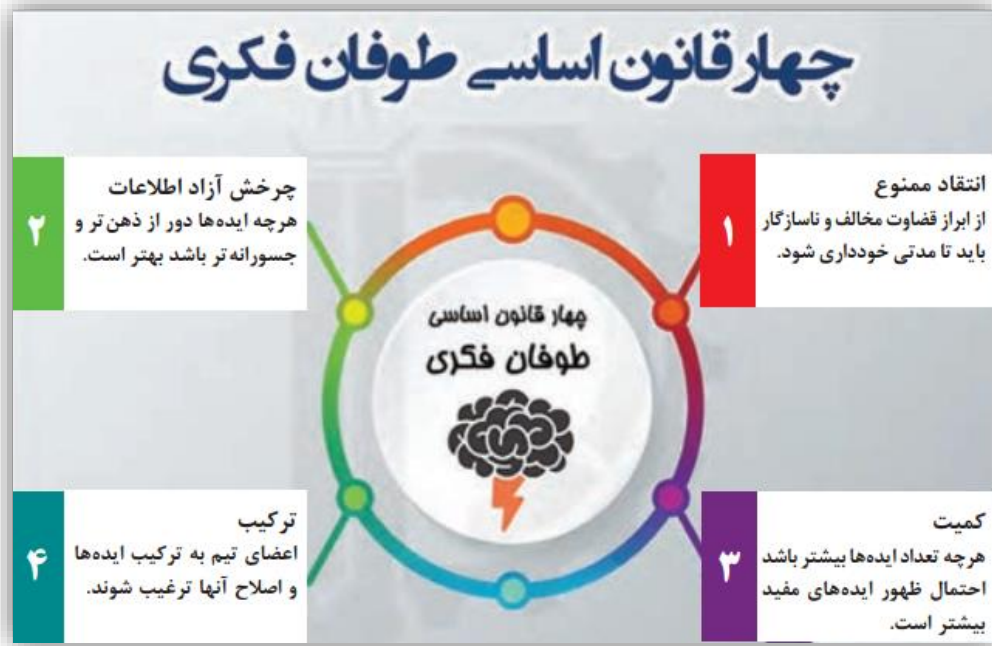 چهار قانون اساسی طوفان فکری
۱
انتقاد ممنوع
از ابراز قضاوت مخالف و ناسازگار
باید تا مدتی خودداری شود.
۲
چرخش آزاد اطلاعات
هرچه ایده‌ها دور از ذهن‌تر و
جسورانه‌تر باشد بهتر است.
چهار قانون اساسی
طوفان فکری
۳
کمیت
هرچه تعداد ایده‌ها بیشتر باشد
احتمال ظهور ایده‌های مفید
بیشتر است.
۴
ترکیب
اعضای تیم به ترکیب ایده‌ها
و اصلاح آنها ترغیب شوند.